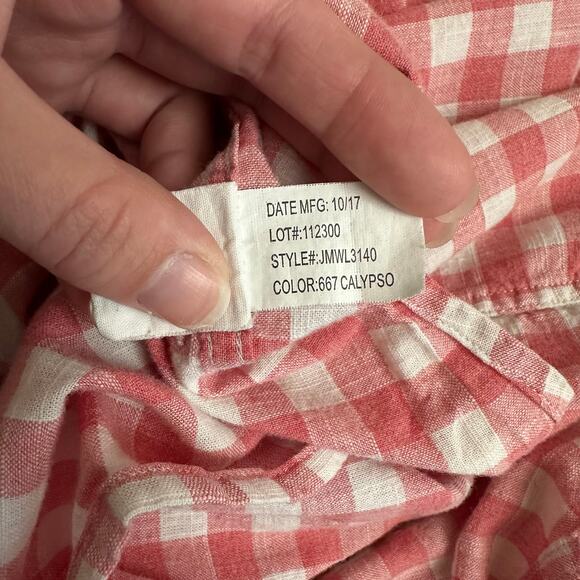 DATE MFG: 10/17
LOT#:112300
STYLE#:JMWL3140
COLOR:667 CALYPSO